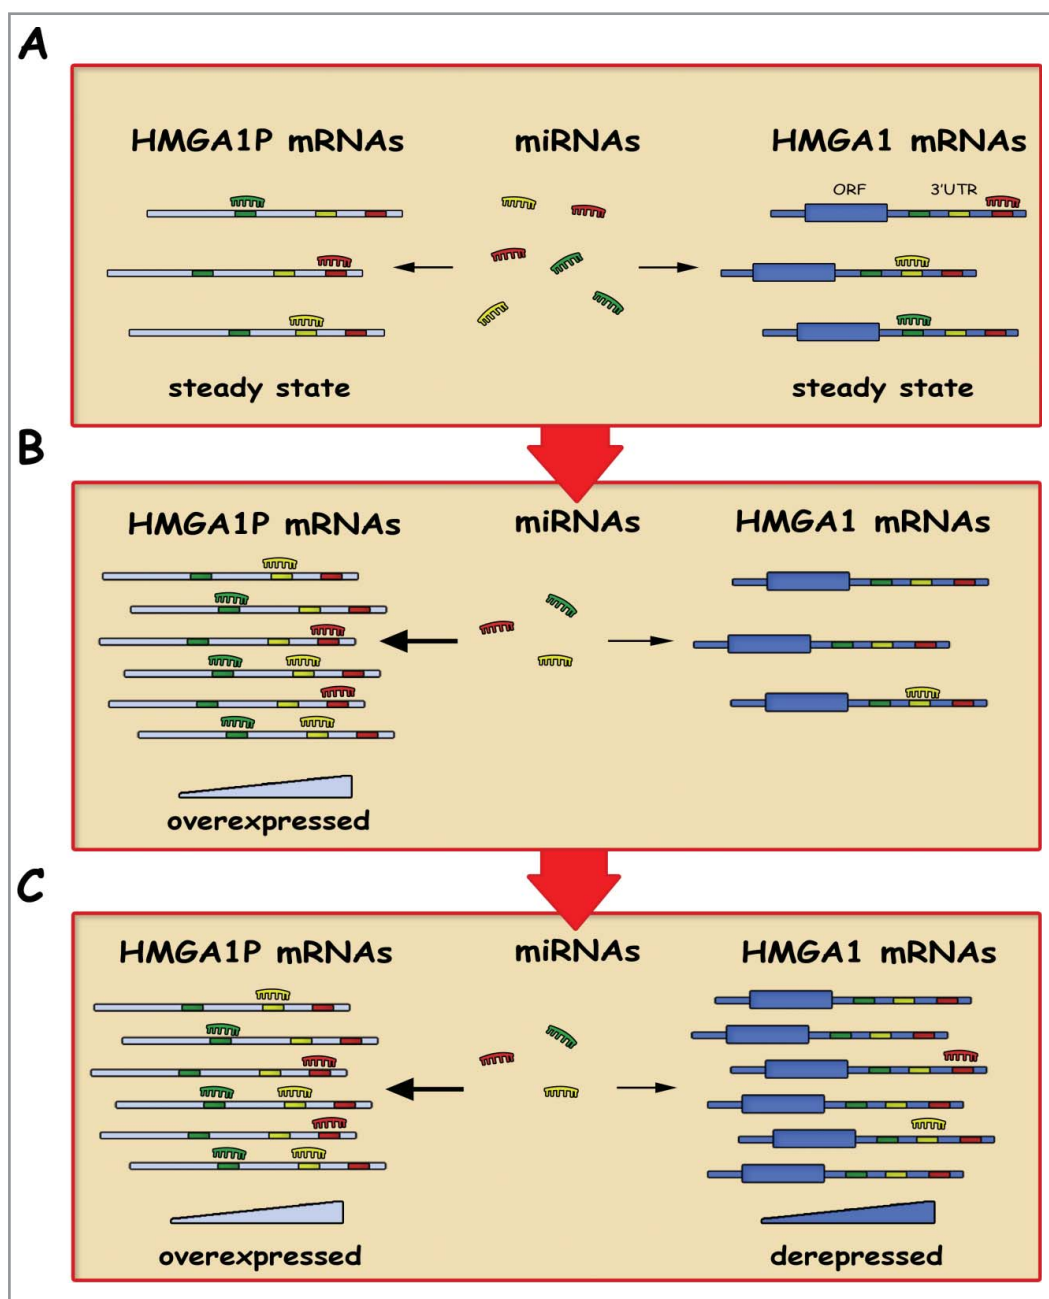 A
HMGA1P mRNAs
miRNAs
HMGA1 mRNAs
ORF
3'UTR
steady state
steady state
B
HMGA1P mRNAs
miRNAs
HMGA1 mRNAs
overexpressed
C
HMGA1P mRNAs
miRNAs
HMGA1 mRNAs
overexpressed
derepressed